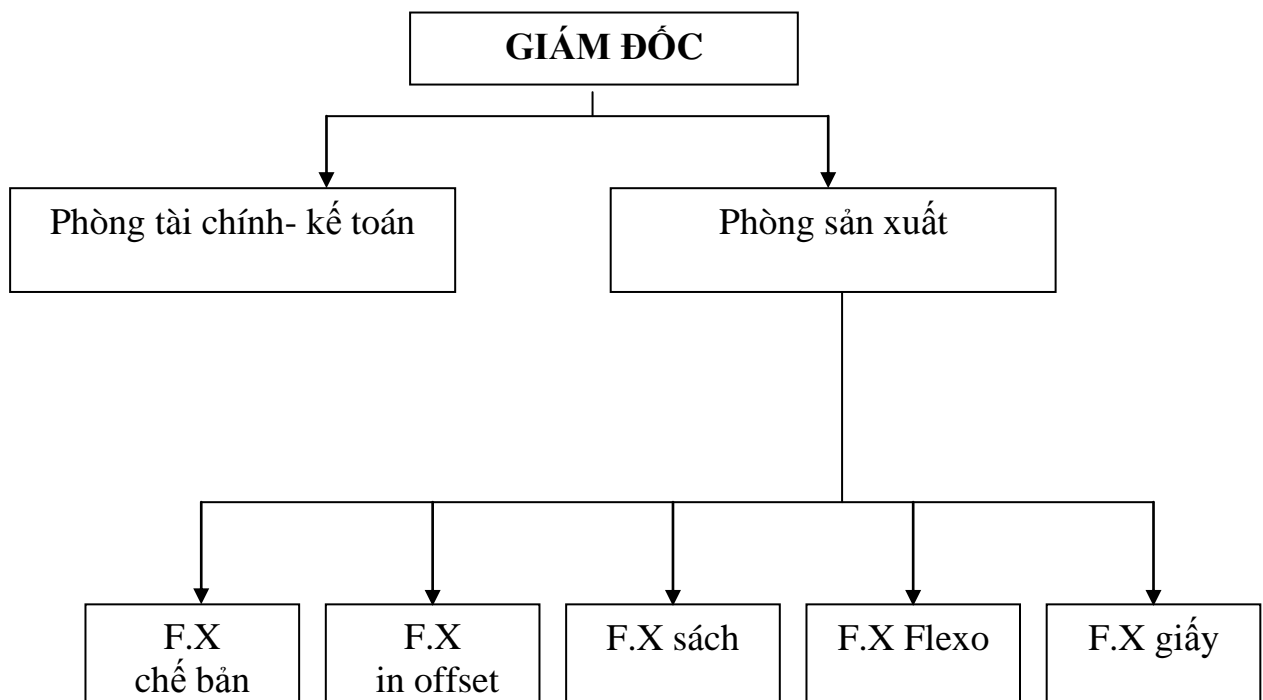 GIÁM ĐỐC
Phòng tài chính- kế toán
Phòng sản xuất
F.X
chế bản
F.X
in offset
F.X sách
F.X Flexo
F.X giấy